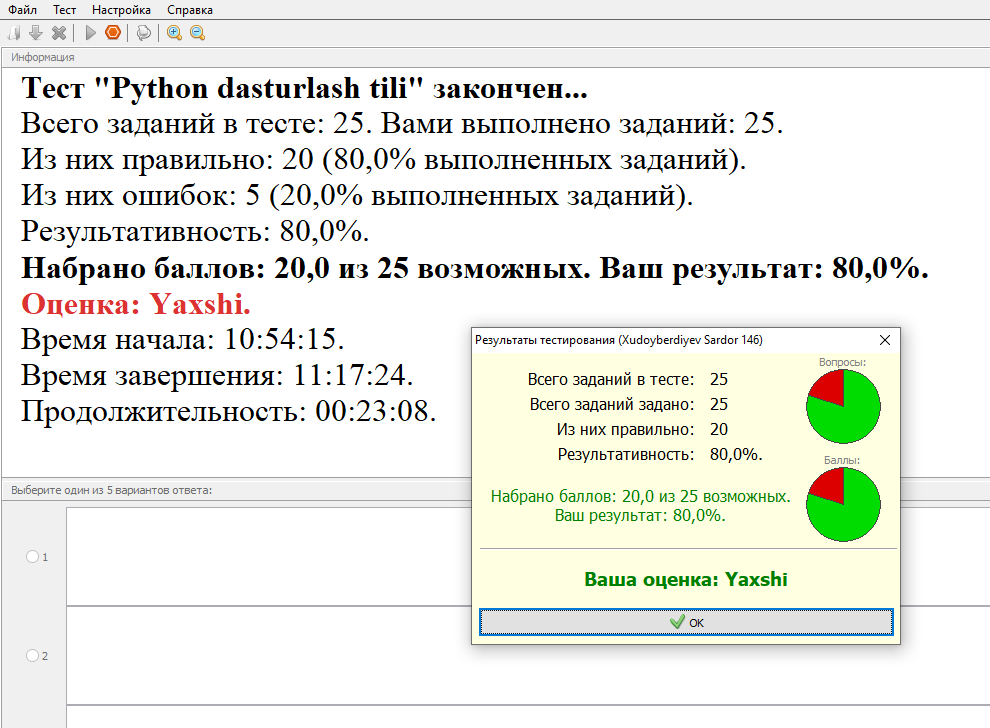 Файл Тест Настройка Справка
Информация
Тест "Python dasturlash tili" закончен...
Всего заданий в тесте: 25. Вами выполнено заданий: 25.
Из них правильно: 20 (80,0% выполненных заданий).
Из них ошибок: 5 (20,0% выполненных заданий).
Результативность: 80,0%.
Набрано баллов: 20,0 из 25 возможных. Ваш результат: 80,0%.
Оценка: Yaxshi.
Время начала: 10:54:15.
Время завершения: 11:17:24.
Продолжительность: 00:23:08.
Результаты тестирования (Xudoyberdiyev Sardor 146)
Всего заданий в тесте: 25
Всего заданий задано: 25
Из них правильно: 20
Результативность: 80,0%.
Вопросы:
Баллы:
Набрано баллов: 20,0 из 25 возможных.
Ваш результат: 80,0%.
Ваша оценка: Yaxshi
OK
Выберите один из 5 вариантов ответа:
1
2